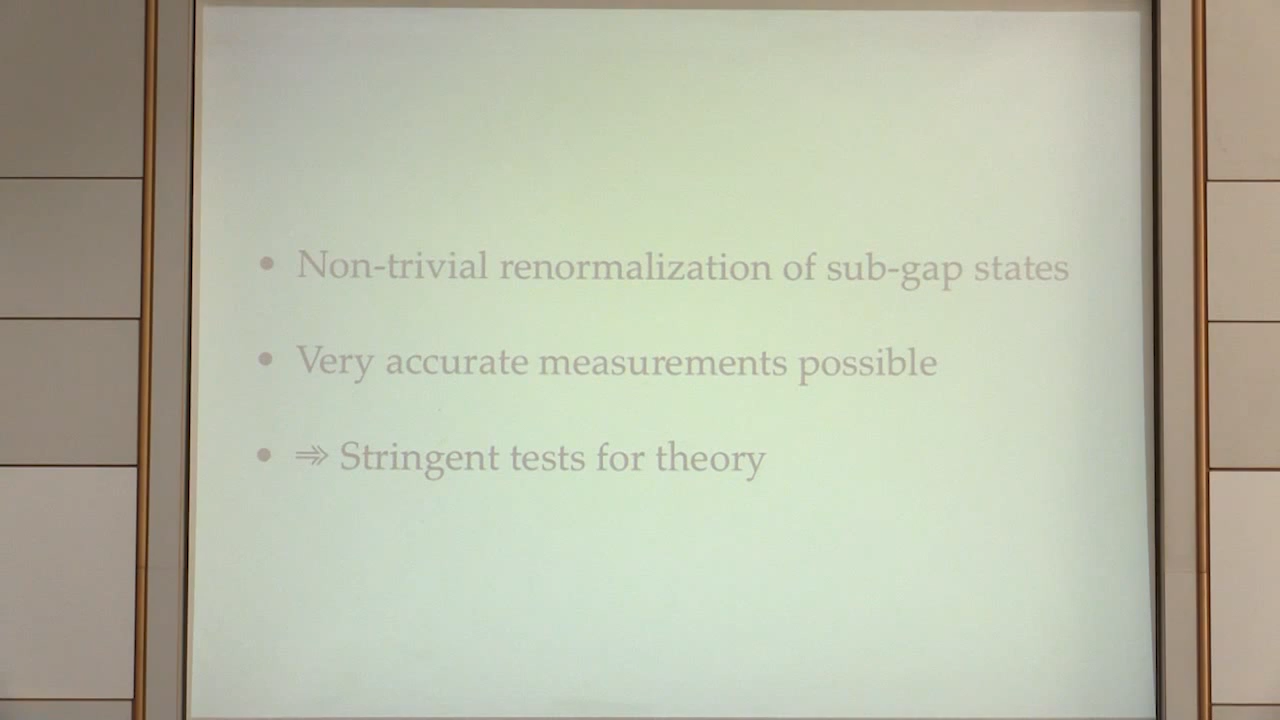 • Non-trivial renormalization of sub-gap states
• Very accurate measurements possible
• ⇒ Stringent tests for theory